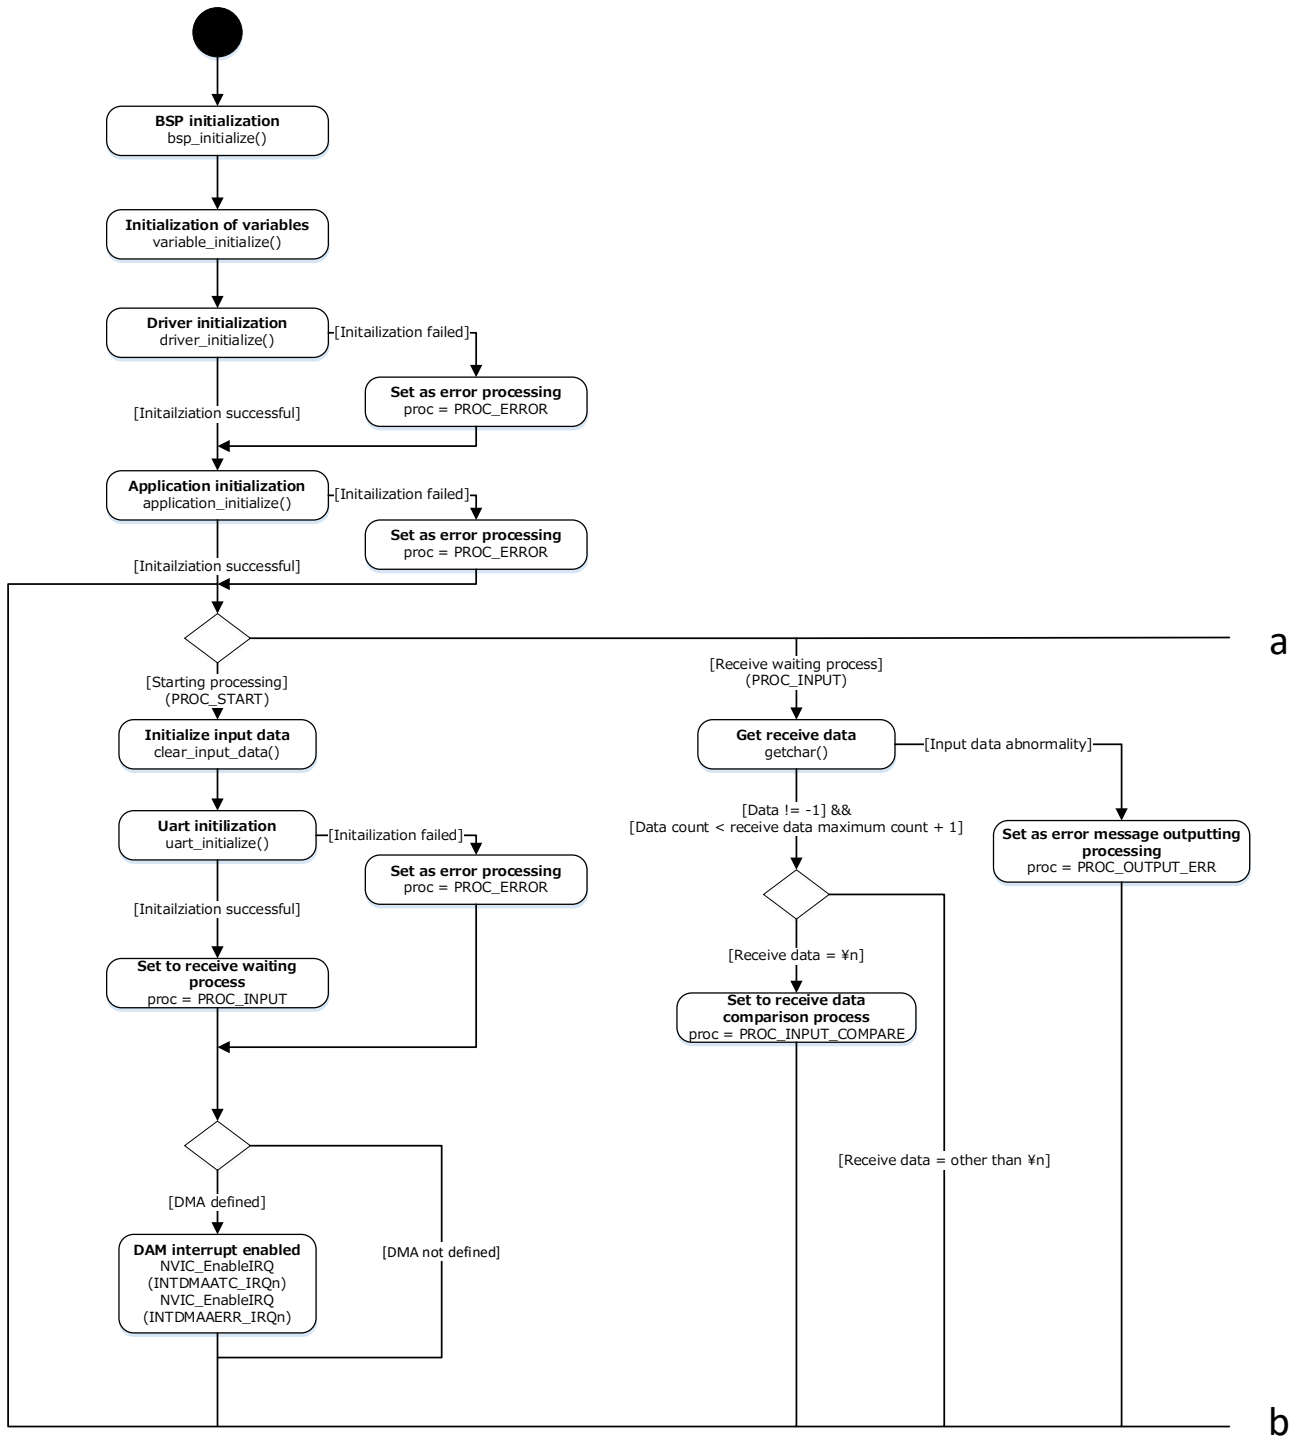 BSP initialization
bsp_initialize()
Initialization of variables
variable_initialize()
Driver initialization
driver_initialize()
[Initailization failed]
Set as error processing
proc = PROC_ERROR
[Initailziation successful]
Application initialization
application_initialize()
[Initailization failed]
Set as error processing
proc = PROC_ERROR
[Initailziation successful]
a
[Starting processing]
(PROC_START)
Initialize input data
clear_input_data()
Uart initilization
uart_initialize()
[Initailization failed]
Set as error processing
proc = PROC_ERROR
[Initailziation successful]
Set to receive waiting
process
proc = PROC_INPUT
[DMA defined]
DAM interrupt enabled
NVIC_EnableIRQ
(INTDMAATC_IRQn)
NVIC_EnableIRQ
(INTDMAAERR_IRQn)
[DMA not defined]
[Receive waiting process]
(PROC_INPUT)
Get receive data
getchar()
[Input data abnormality]
Set as error message outputting
processing
proc = PROC_OUTPUT_ERR
[Data != -1] &&
[Data count < receive data maximum count + 1]
[Receive data = ¥n]
Set to receive data
comparison process
proc = PROC_INPUT_COMPARE
[Receive data = other than ¥n]
b